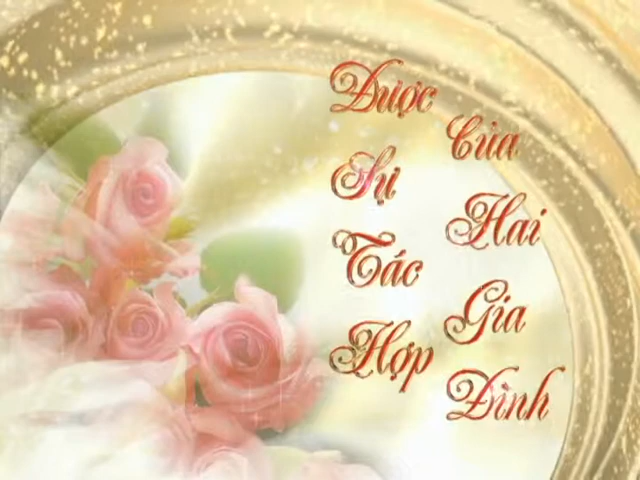 Được
Sự
Tác
Hợp
Của
Hai
Gia
Đình